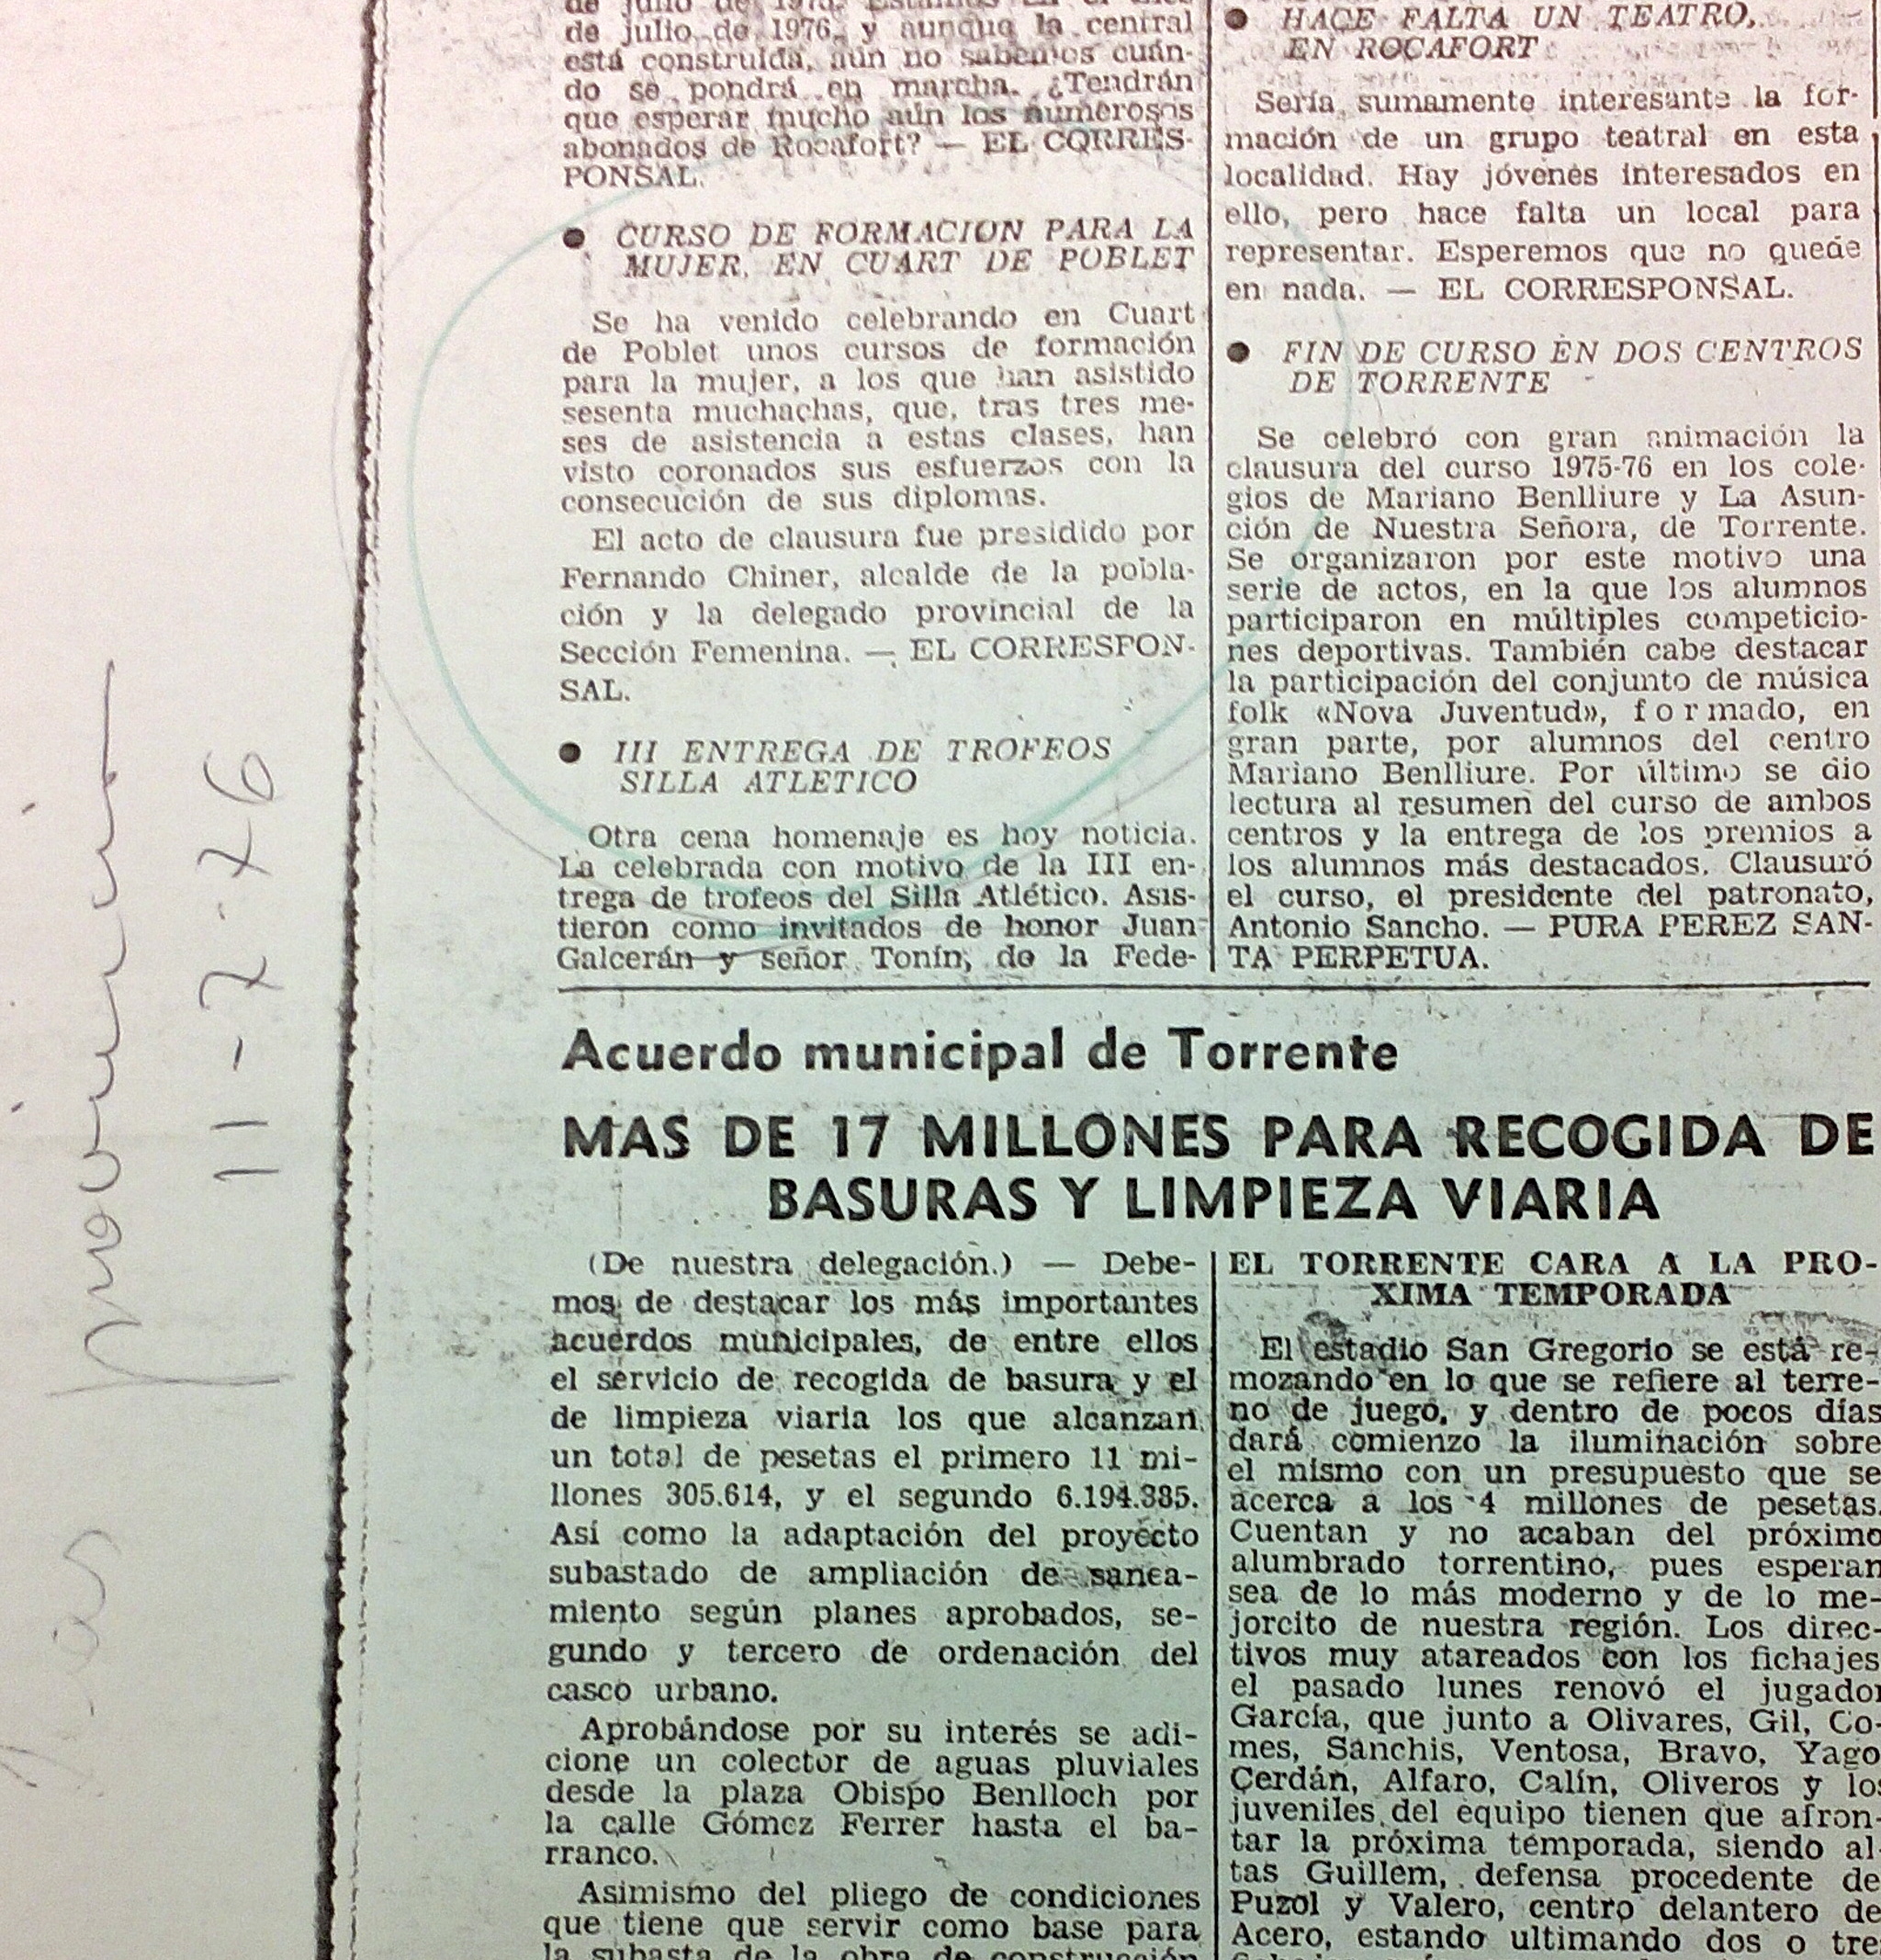 de julio de 1976, y aunque la central
está construida, aún no sabemos cuán-
do se pondrá en marcha. ¿Tendrán
que esperar mucho aún los numerosos
abonados de Rocafort? — EL CORRES-
PONSAL.
● CURSO DE FORMACION PARA LA
MUJER, EN CUART DE POBLET
Se ha venido celebrando en Cuart
de Poblet unos cursos de formación
para la mujer, a los que han asistido
sesenta muchachas, que, tras tres me-
ses de asistencia a estas clases, han
visto coronados sus esfuerzos con la
consecución de sus diplomas.
El acto de clausura fue presidido por
Fernando Chiner, alcalde de la pobla-
ción y la delegado provincial de la
Sección Femenina. — EL CORRESPON-
SAL.
● III ENTREGA DE TROFEOS
SILLA ATLETICO
Otra cena homenaje es hoy noticia.
La celebrada con motivo de la III en-
trega de trofeos del Silla Atlético. Asis-
tieron como invitados de honor Juan
Galcerán y señor Tonín, de la Fede-
● HACE FALTA UN TEATRO,
EN ROCAFORT
Sería sumamente interesante la for-
mación de un grupo teatral en esta
localidad. Hay jóvenes interesados en
ello, pero hace falta un local para
representar. Esperemos que no quede
en nada. — EL CORRESPONSAL.
● FIN DE CURSO EN DOS CENTROS
DE TORRENTE
Se celebró con gran animación la
clausura del curso 1975-76 en los cole-
gios de Mariano Benlliure y La Asun-
ción de Nuestra Señora, de Torrente.
Se organizaron por este motivo una
serie de actos, en la que los alumnos
participaron en múltiples competicio-
nes deportivas. También cabe destacar
la participación del conjunto de música
folk «Nova Juventud», formado, en
gran parte, por alumnos del centro
Mariano Benlliure. Por último se dio
lectura al resumen del curso de ambos
centros y la entrega de los premios a
los alumnos más destacados. Clausuró
el curso, el presidente del patronato,
Antonio Sancho. — PURA PEREZ SAN-
TA PERPETUA.
Acuerdo municipal de Torrente
MAS DE 17 MILLONES PARA RECOGIDA DE
BASURAS Y LIMPIEZA VIARIA
(De nuestra delegación.) — Debe-
mos de destacar los más importantes
acuerdos municipales, de entre ellos
el servicio de recogida de basura y el
de limpieza viaria los que alcanzan
un total de pesetas el primero 11 mi-
llones 305.614, y el segundo 6.194.385.
Así como la adaptación del proyecto
subastado de ampliación de sanea-
miento según planes aprobados, se-
gundo y tercero de ordenación del
casco urbano.
Aprobándose por su interés se adi-
cione un colector de aguas pluviales
desde la plaza Obispo Benlloch por
la calle Gómez Ferrer hasta el ba-
rranco.
Asimismo del pliego de condiciones
que tiene que servir como base para
la subasta de la obra de construcción
EL TORRENTE CARA A LA PRO-
XIMA TEMPORADA
El estadio San Gregorio se está re-
mozando en lo que se refiere al terre-
no de juego, y dentro de pocos días
dará comienzo la iluminación sobre
el mismo con un presupuesto que se
acerca a los 4 millones de pesetas.
Cuentan y no acaban del próximo
alumbrado torrentino, pues esperan
sea de lo más moderno y de lo me-
jorcito de nuestra región. Los direc-
tivos muy atareados con los fichajes
el pasado lunes renovó el jugador
García, que junto a Olivares, Gil, Co-
mes, Sanchis, Ventosa, Bravo, Yago
Cerdán, Alfaro, Calín, Oliveros y los
juveniles del equipo tienen que afron-
tar la próxima temporada, siendo al-
tas Guillem, defensa procedente de
Puzol y Valero, centro delantero de
Acero, estando ultimando dos o tres
11-7-76